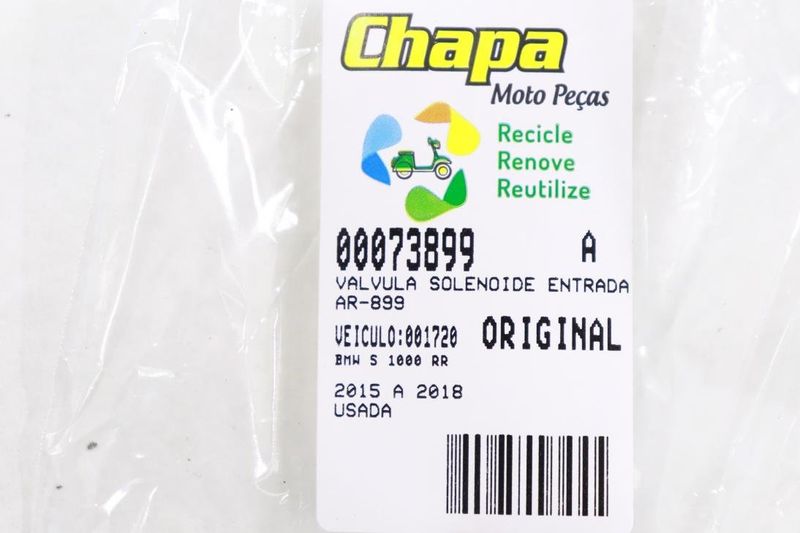 Chapa
Moto Peças
Recicle
Renove
Reutilize
00073899 A
VALVULA SOLENOIDE ENTRADA
AR-899
VEICULO:001720 ORIGINAL
BMW S 1000 RR
2015 A 2018
USADA